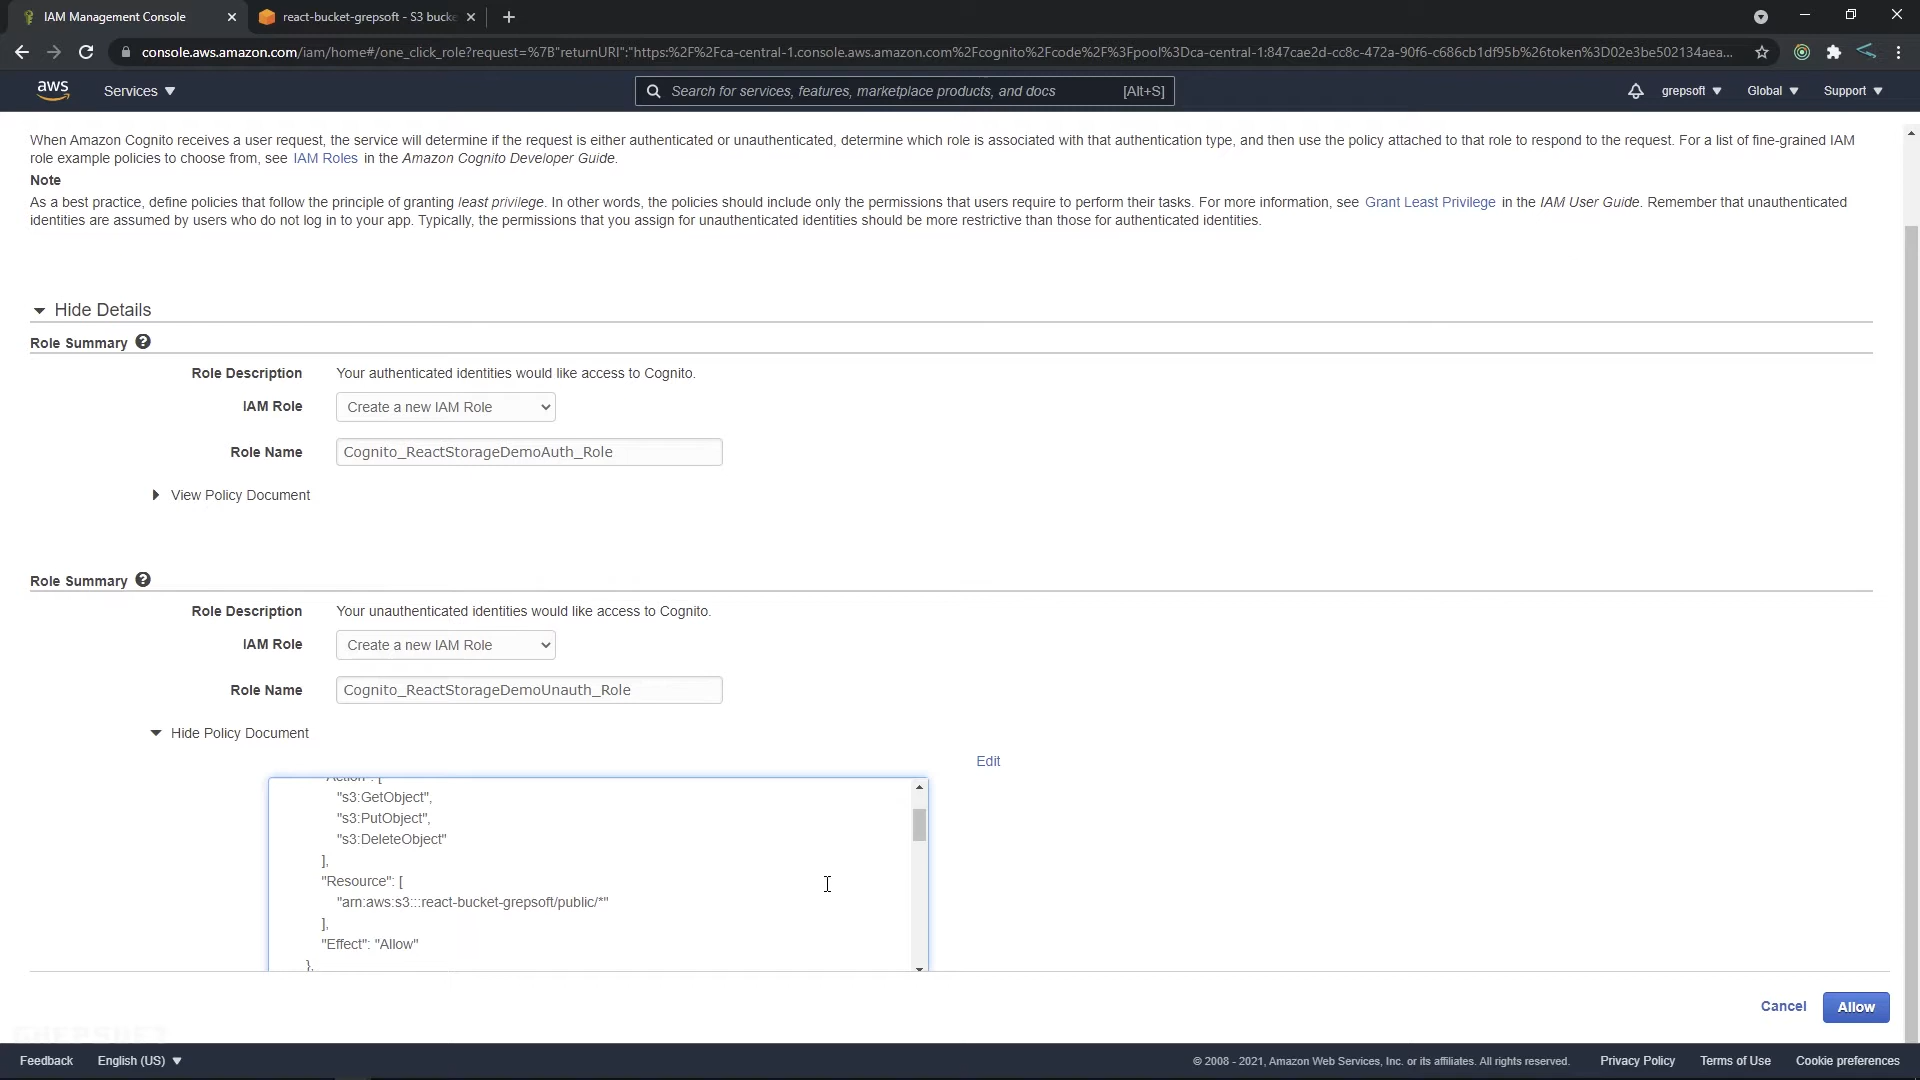 IAM Management Console
react-bucket-grepsoft - S3 bucke
console.aws.amazon.com/iam/home#/one_click_role?request=%7B"returnURI":"https:%2F%2Fca-central-1.console.aws.amazon.com%2Fcognito%2Fcode%2F%3Fpool%3Dca-central-1:847cae2d-cc8c-472a-90f6-c686cb1df95b%26token%3D02e3be502134aea...
aws
Services
Search for services, features, marketplace products, and docs
[Alt+S]
grepsoft
Global
Support
When Amazon Cognito receives a user request, the service will determine if the request is either authenticated or unauthenticated, determine which role is associated with that authentication type, and then use the policy attached to that role to respond to the request. For a list of fine-grained IAM
role example policies to choose from, see IAM Roles in the Amazon Cognito Developer Guide.
Note
As a best practice, define policies that follow the principle of granting least privilege. In other words, the policies should include only the permissions that users require to perform their tasks. For more information, see Grant Least Privilege in the IAM User Guide. Remember that unauthenticated
identities are assumed by users who do not log in to your app. Typically, the permissions that you assign for unauthenticated identities should be more restrictive than those for authenticated identities.
Hide Details
Role Summary
Role Description Your authenticated identities would like access to Cognito.
IAM Role Create a new IAM Role
Role Name Cognito_ReactStorageDemoAuth_Role
View Policy Document
Role Summary
Role Description Your unauthenticated identities would like access to Cognito.
IAM Role Create a new IAM Role
Role Name Cognito_ReactStorageDemoUnauth_Role
Hide Policy Document
Edit
"Action": [
"s3:GetObject",
"s3:PutObject",
"s3:DeleteObject"
],
"Resource": [
"arn:aws:s3:::react-bucket-grepsoft/public/*"
],
"Effect": "Allow"
},
Cancel
Allow
Feedback
English (US)
© 2008 - 2021, Amazon Web Services, Inc. or its affiliates. All rights reserved.
Privacy Policy
Terms of Use
Cookie preferences